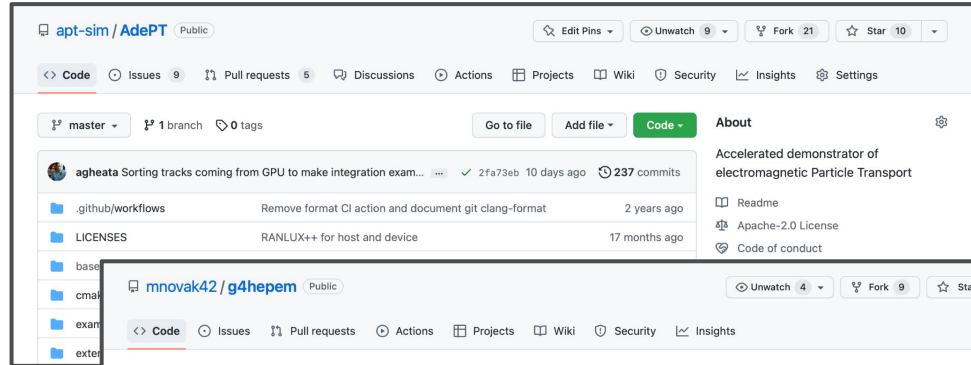 apt-sim / AdePT Public
Edit Pins Unwatch 9 Fork 21 Star 10
Code Issues 9 Pull requests 5 Discussions Actions Projects Wiki Security Insights Settings
master 1 branch 0 tags Go to file Add file Code
About
agheata Sorting tracks coming from GPU to make integration exam... 2fa73eb 10 days ago 237 commits
Accelerated demonstrator of
electromagnetic Particle Transport
.github/workflows Remove format CI action and document git clang-format 2 years ago
Readme
LICENSES RANLUX++ for host and device 17 months ago
Apache-2.0 License
Code of conduct
base
cmak
exam
exter
mnovak42 / g4hepem Public
Unwatch 4 Fork 9 Sta
Code Issues Pull requests Actions Projects Wiki Security Insights